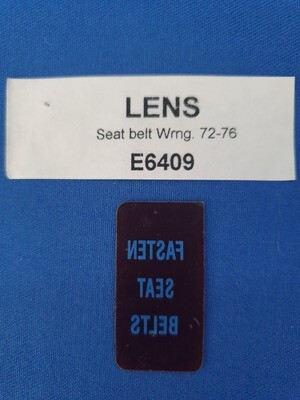 LENS
Seat belt Wrng. 72-76
E6409
FASTEN
SEAT
BELTS